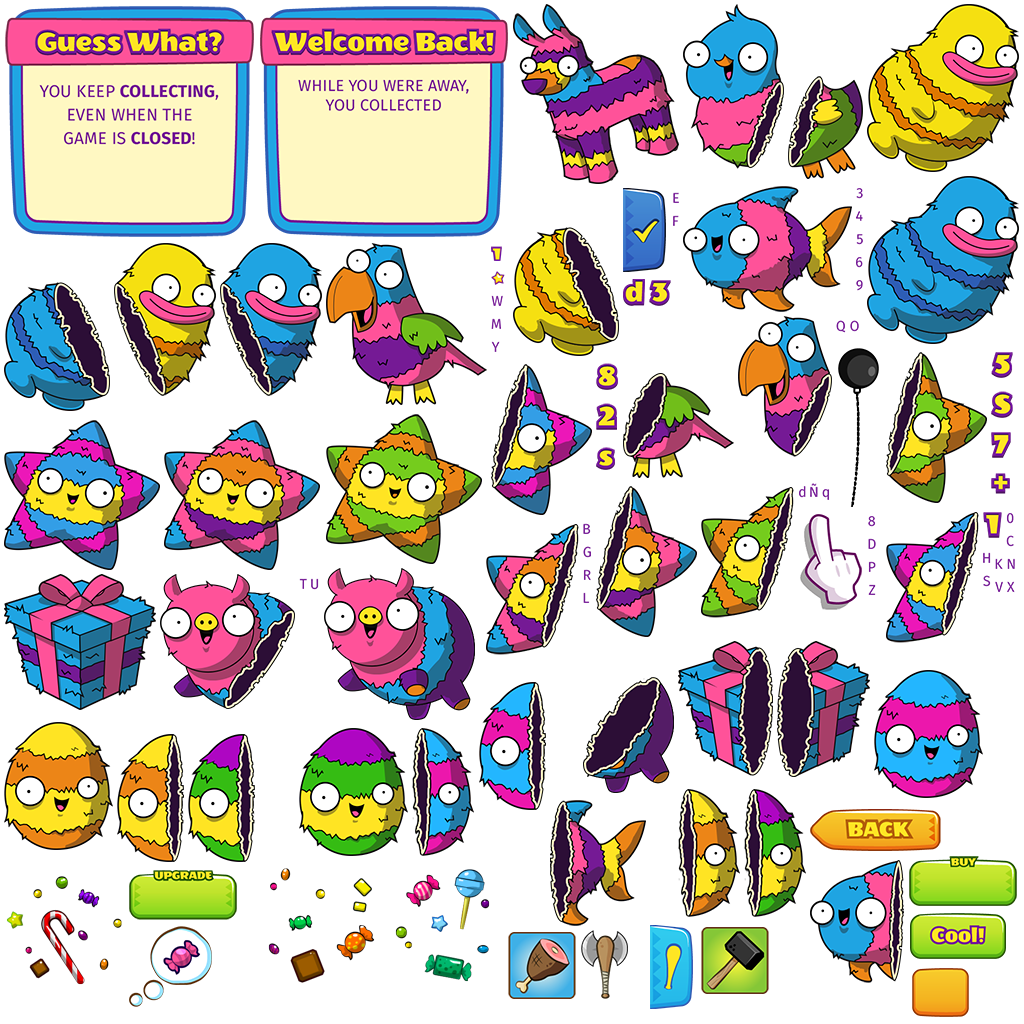 Guess What?
YOU KEEP COLLECTING,
EVEN WHEN THE
GAME IS CLOSED!
Welcome Back!
WHILE YOU WERE AWAY,
YOU COLLECTED
E
F
3
4
5
6
9
1
W
M
Y
d 3
Q O
8
2
s
5
S
7
+
d Ñ q
B
G
R
L
8
D
P
Z
1
0
C
H K N
S V X
T U
UPGRADE
BACK
BUY
Cool!